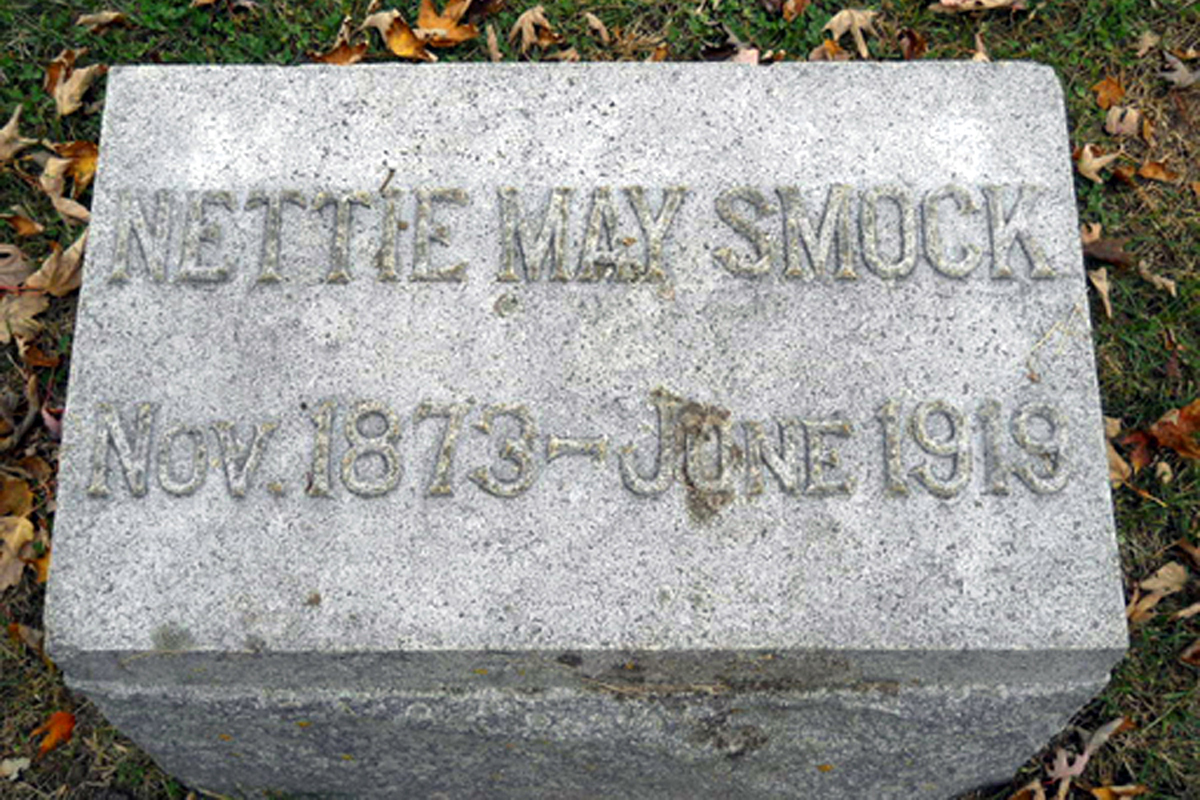 NETTIE MAY SMOCK
NOV. 1873-JUNE 1919